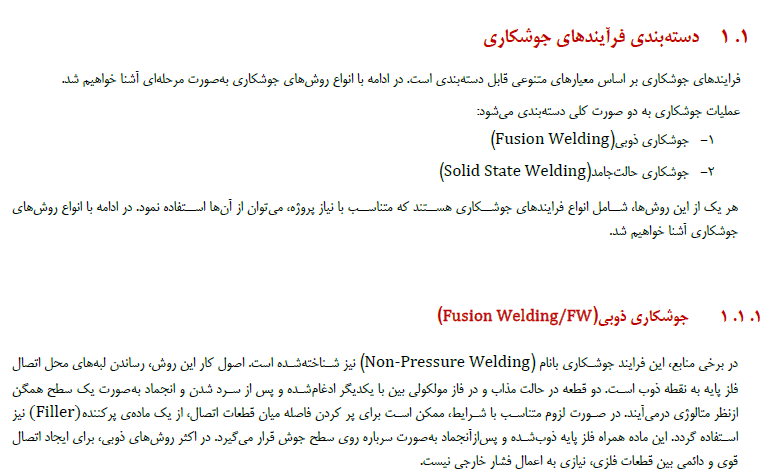 ۱.۱ دسته‌بندی فرآیندهای جوشکاری
فرایندهای جوشکاری بر اساس معیارهای متنوعی قابل دسته‌بندی است. در ادامه با انواع روش‌های جوشکاری به‌صورت مرحله‌ای آشنا خواهیم شد.
عملیات جوشکاری به دو صورت کلی دسته‌بندی می‌شود:
۱- جوشکاری ذوبی(Fusion Welding)
۲- جوشکاری حالت‌جامد(Solid State Welding)
هر یک از این روش‌ها، شامل انواع فرایندهای جوشکاری هستند که متناسب با نیاز پروژه، می‌توان از آن‌ها استفاده نمود. در ادامه با انواع روش‌های
جوشکاری آشنا خواهیم شد.
۱.۱.۱ جوشکاری ذوبی(Fusion Welding/FW)
در برخی منابع، این فرایند جوشکاری بانام (Non-Pressure Welding) نیز شناخته‌شده است. اصول کار این روش، رساندن لبه‌های محل اتصال
فلز پایه به نقطه ذوب است. دو قطعه در حالت مذاب و در فاز مولکولی بین با یکدیگر ادغام‌شده و پس از سرد شدن و انجماد به‌صورت یک سطح همگن
ازنظر متالوژی درمی‌آیند. در صورت لزوم متناسب با شرایط، ممکن است برای پر کردن فاصله میان قطعات اتصال، از یک ماده‌ی پرکننده(Filler) نیز
استفاده گردد. این ماده همراه فلز پایه ذوب‌شده و پس‌ازآنجماد به‌صورت سرباره روی سطح جوش قرار می‌گیرد. در اکثر روش‌های ذوبی، برای ایجاد اتصال
قوی و دائمی بین قطعات فلزی، نیازی به اعمال فشار خارجی نیست.